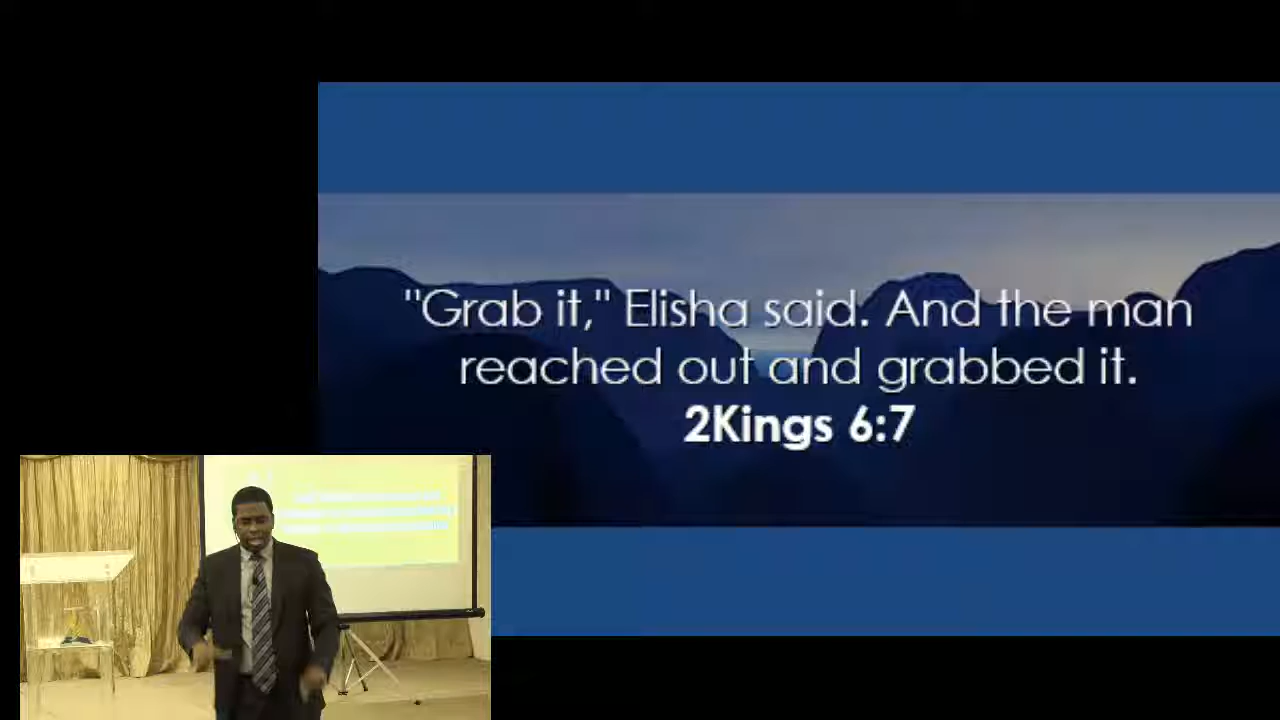 "Grab it," Elisha said. And the man
reached out and grabbed it.
2Kings 6:7